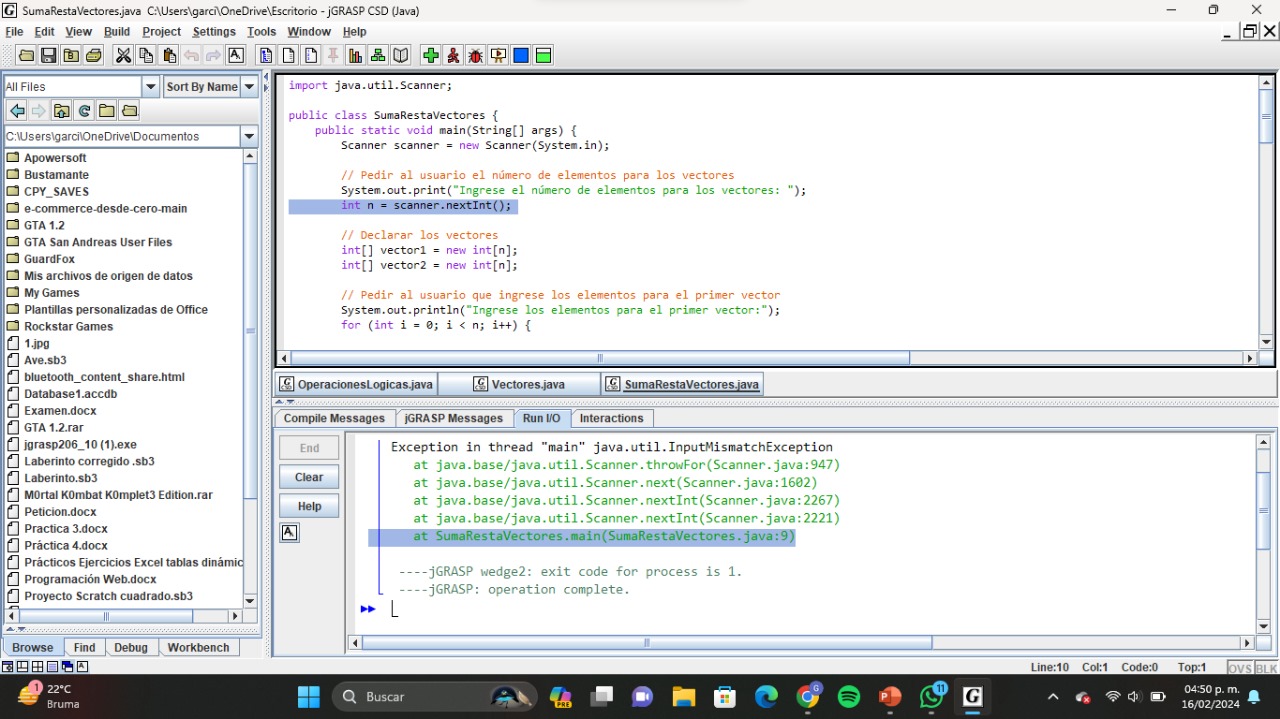 SumaRestaVectores.java C:\Users\garci\OneDrive\Escritorio - jGRASP CSD (Java)
File Edit View Build Project Settings Tools Window Help
All Files
Sort By Name
C:\Users\garci\OneDrive\Documentos
Apowersoft
Bustamante
CPY_SAVES
e-commerce-desde-cero-main
GTA 1.2
GTA San Andreas User Files
GuardFox
Mis archivos de origen de datos
My Games
Plantillas personalizadas de Office
Rockstar Games
1.jpg
Ave.sb3
bluetooth_content_share.html
Database1.accdb
Examen.docx
GTA 1.2.rar
jgrasp206_10 (1).exe
Laberinto corregido .sb3
Laberinto.sb3
M0rtal K0mbat K0mplet3 Edition.rar
Peticion.docx
Practica 3.docx
Práctica 4.docx
Prácticos Ejercicios Excel tablas dinámic
Programación Web.docx
Proyecto Scratch cuadrado.sb3
Browse Find Debug Workbench
import java.util.Scanner;
public class SumaRestaVectores {
public static void main(String[] args) {
Scanner scanner = new Scanner(System.in);
// Pedir al usuario el número de elementos para los vectores
System.out.print("Ingrese el número de elementos para los vectores: ");
int n = scanner.nextInt();
// Declarar los vectores
int[] vector1 = new int[n];
int[] vector2 = new int[n];
// Pedir al usuario que ingrese los elementos para el primer vector
System.out.println("Ingrese los elementos para el primer vector:");
for (int i = 0; i < n; i++) {
OperacionesLogicas.java Vectores.java SumaRestaVectores.java
Compile Messages jGRASP Messages Run I/O Interactions
End
Clear
Help
Exception in thread "main" java.util.InputMismatchException
at java.base/java.util.Scanner.throwFor(Scanner.java:947)
at java.base/java.util.Scanner.next(Scanner.java:1602)
at java.base/java.util.Scanner.nextInt(Scanner.java:2267)
at java.base/java.util.Scanner.nextInt(Scanner.java:2221)
at SumaRestaVectores.main(SumaRestaVectores.java:9)
----jGRASP wedge2: exit code for process is 1.
----jGRASP: operation complete.
Line:10 Col:1 Code:0 Top:1 OVS BLK
1
22°C
Bruma
Buscar
PRE
G
11
04:50 p. m.
16/02/2024